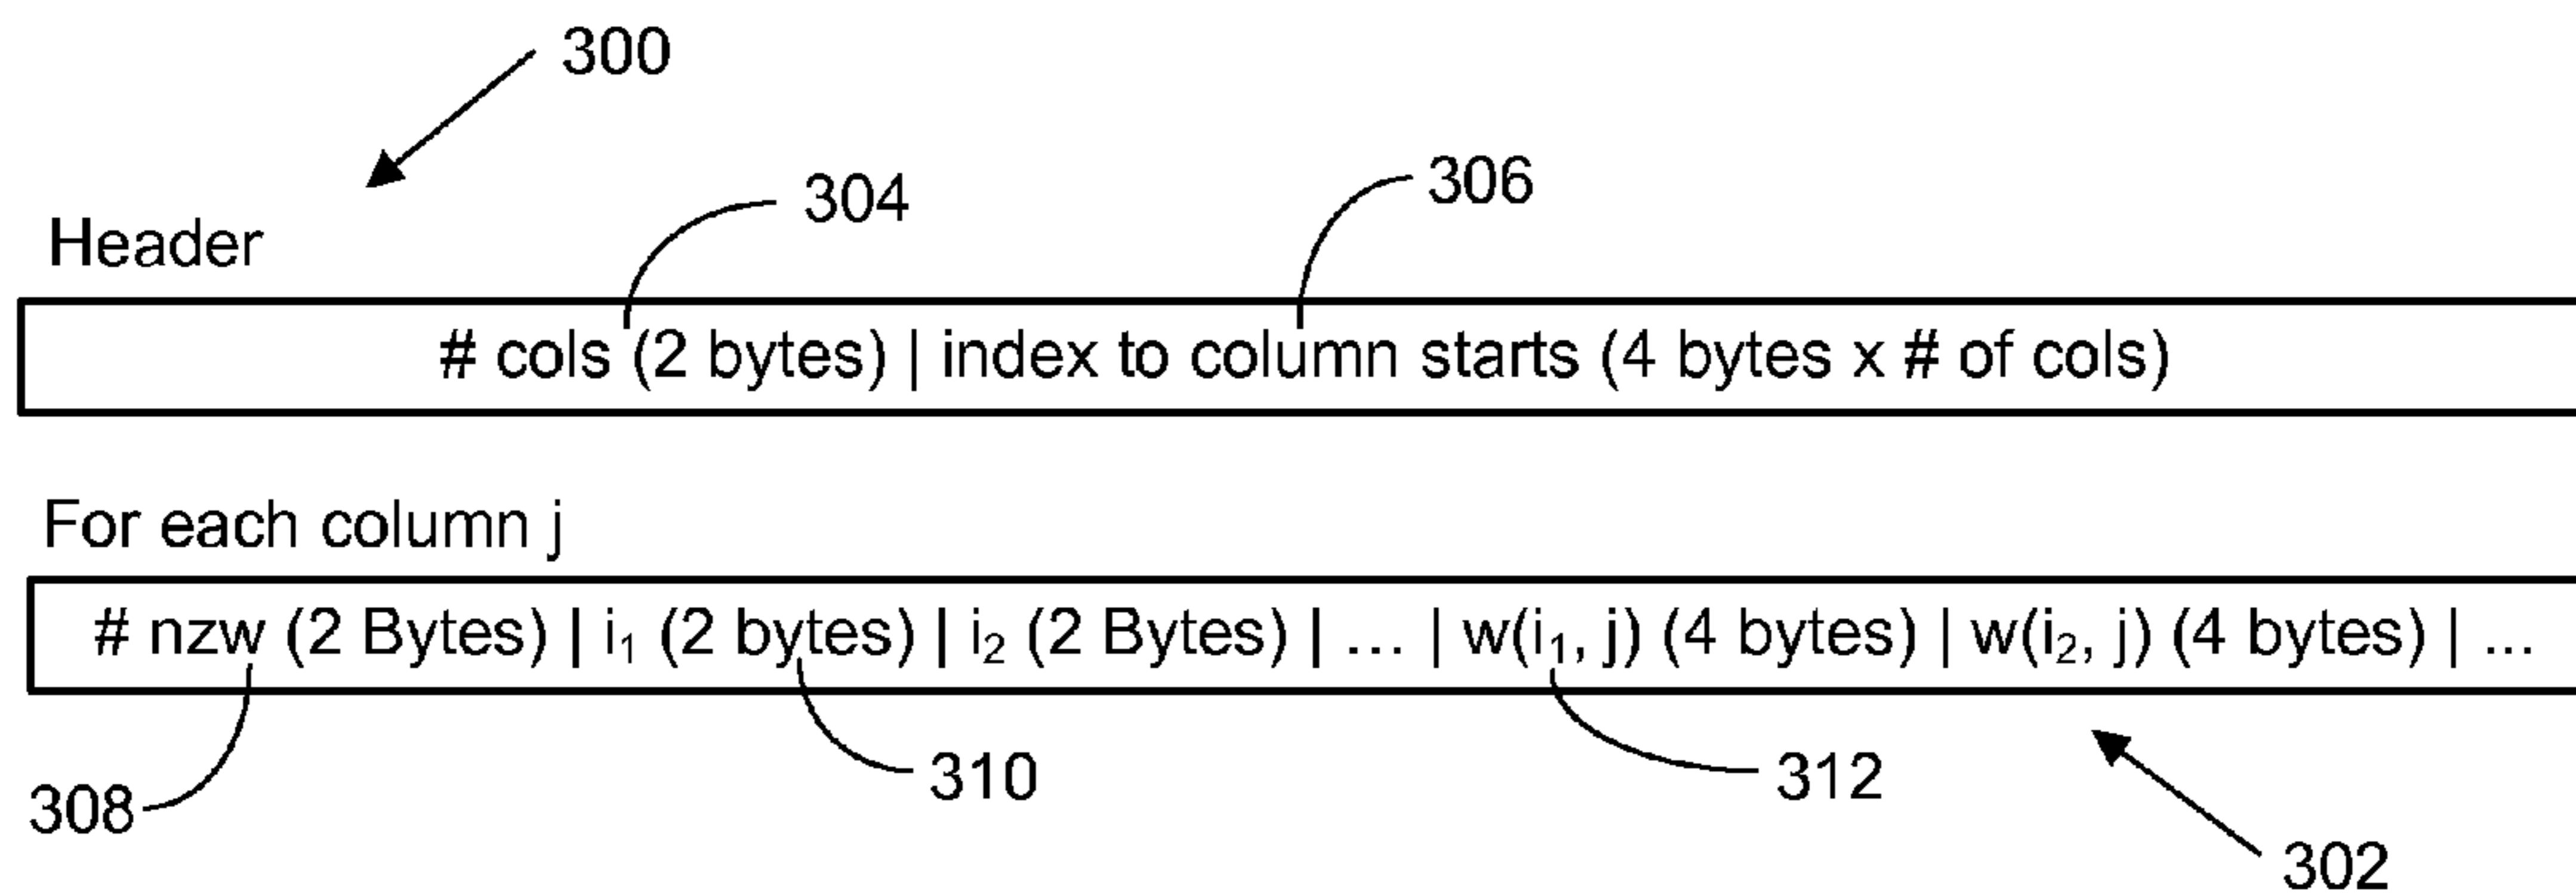 300
304
306
Header
# cols (2 bytes) | index to column starts (4 bytes x # of cols)
For each column j
# nzw (2 Bytes) | i₁ (2 bytes) | i₂ (2 Bytes) | ... | w(i₁, j) (4 bytes) | w(i₂, j) (4 bytes) | ...
308
310
312
302